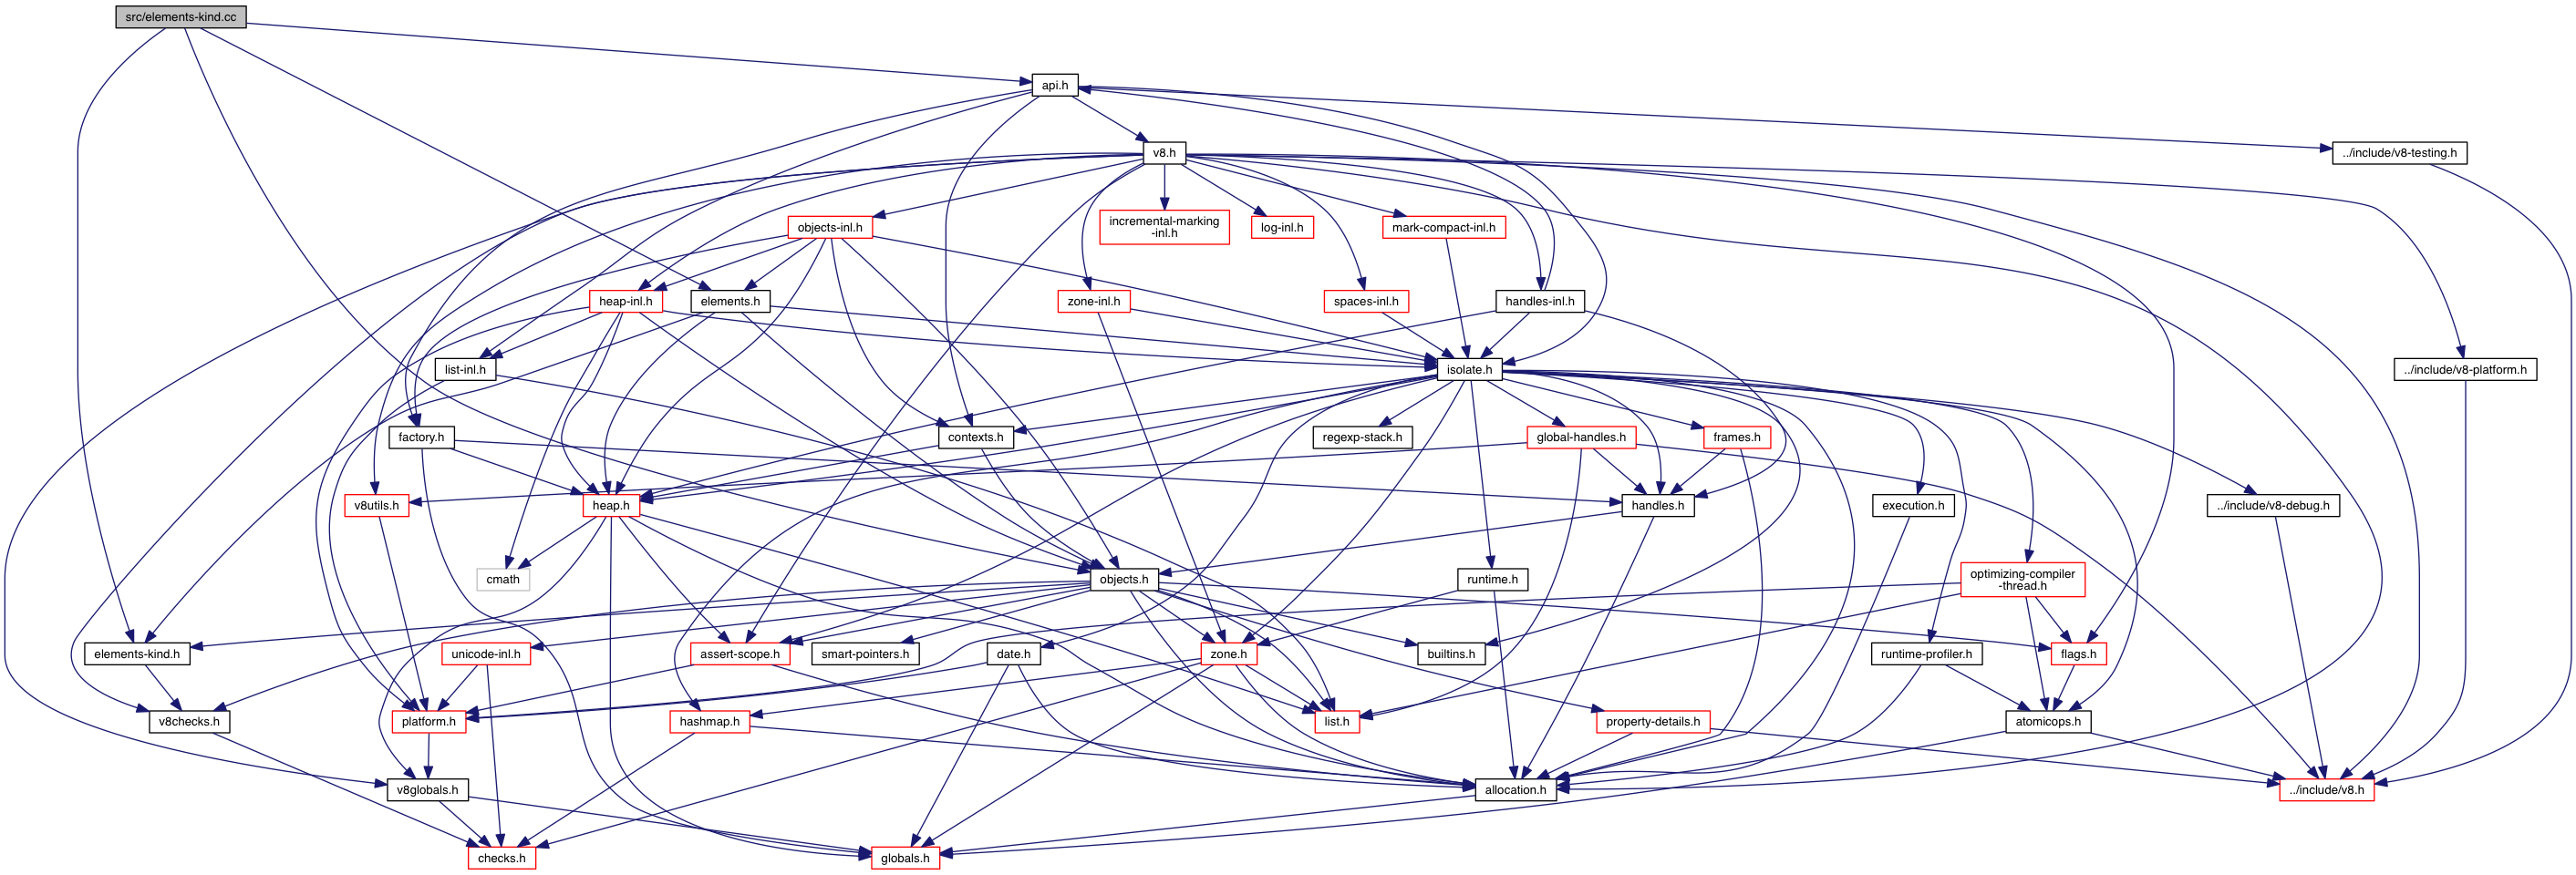 src/elements-kind.cc
api.h
v8.h
../include/v8-testing.h
objects-inl.h
incremental-marking
-inl.h
log-inl.h
mark-compact-inl.h
heap-inl.h
elements.h
zone-inl.h
spaces-inl.h
handles-inl.h
list-inl.h
isolate.h
../include/v8-platform.h
factory.h
contexts.h
regexp-stack.h
global-handles.h
frames.h
v8utils.h
heap.h
handles.h
execution.h
../include/v8-debug.h
cmath
objects.h
runtime.h
optimizing-compiler
-thread.h
elements-kind.h
unicode-inl.h
assert-scope.h
smart-pointers.h
date.h
zone.h
builtins.h
runtime-profiler.h
flags.h
v8checks.h
platform.h
hashmap.h
list.h
property-details.h
atomicops.h
v8globals.h
allocation.h
../include/v8.h
checks.h
globals.h